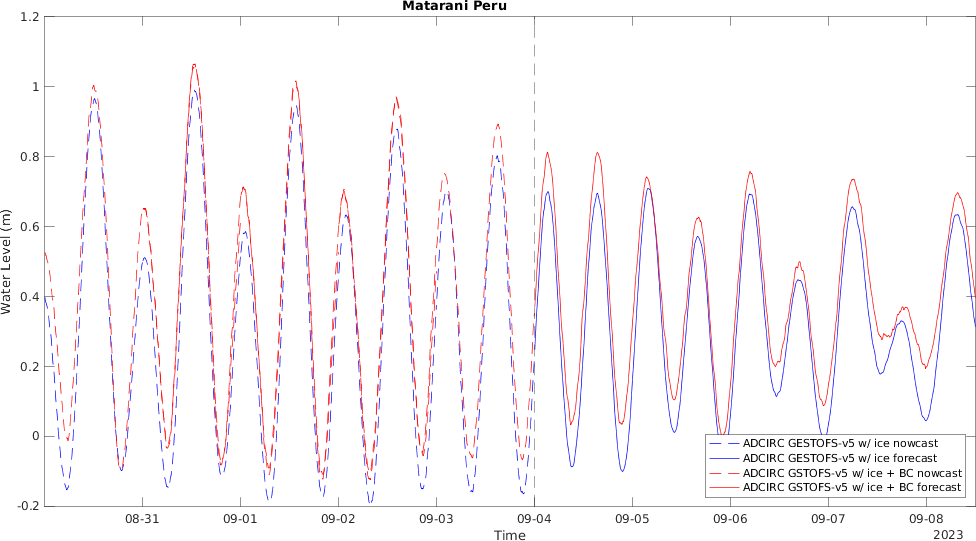 Matarani Peru
Water Level (m)
1.2
1
0.8
0.6
0.4
0.2
0
-0.2
ADCIRC GESTOFS-v5 w/ ice nowcast
ADCIRC GESTOFS-v5 w/ ice forecast
ADCIRC GSTOFS-v5 w/ ice + BC nowcast
ADCIRC GSTOFS-v5 w/ ice + BC forecast
08-31 09-01 09-02 09-03 09-04 09-05 09-06 09-07 09-08
Time
2023